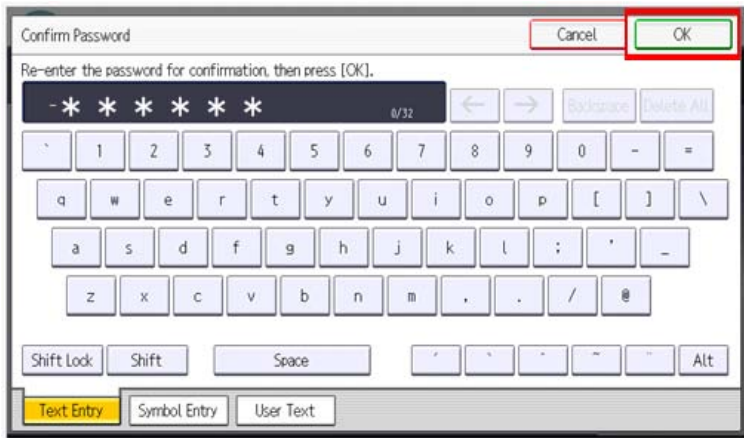 Confirm Password Cancel OK
Re-enter the password for confirmation, then press [OK].
-* * * * * * 0/32 ← → Backspace Delete All
` 1 2 3 4 5 6 7 8 9 0 - =
q w e r t y u i o p [ ] \
a s d f g h j k l ; ' _
z x c v b n m , . / @
Shift Lock Shift Space ´ ` ^ ~ ¨ Alt
Text Entry Symbol Entry User Text